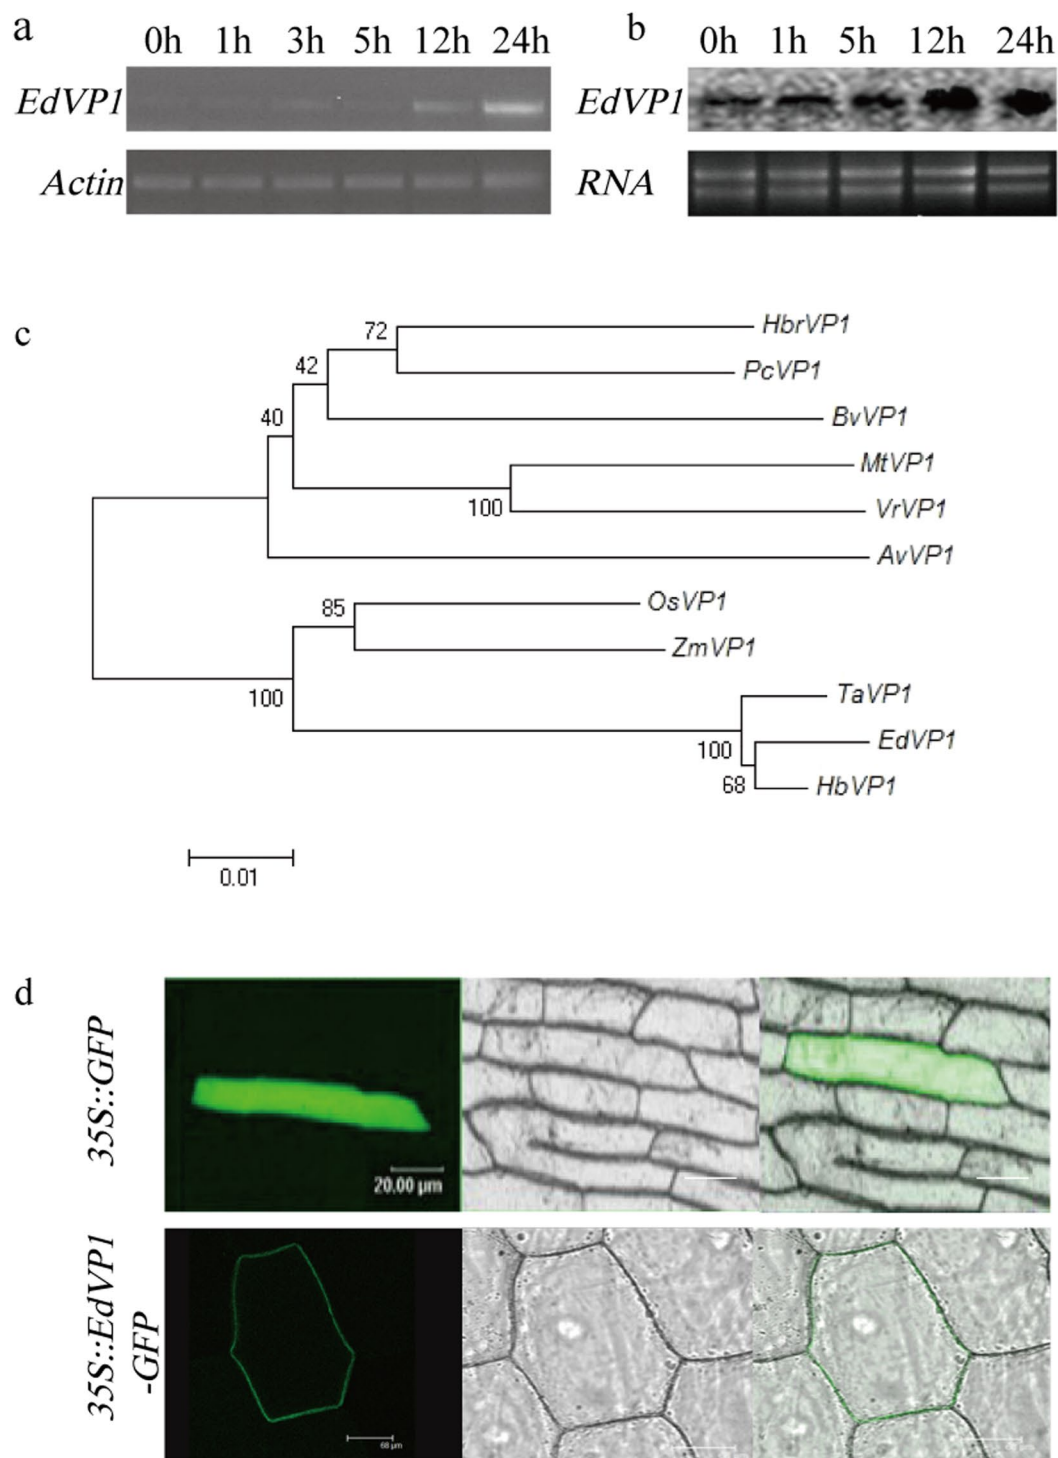 a
0h 1h 3h 5h 12h 24h
EdVP1
Actin
b
0h 1h 5h 12h 24h
EdVP1
RNA
c
72
HbrVP1
PcVP1
42
BvVP1
40
MtVP1
100
VrVP1
AvVP1
85
OsVP1
ZmVP1
100
TaVP1
100
EdVP1
68
HbVP1
0.01
d
35S::GFP
20.00 µm
35S::EdVP1
-GFP
68 µm